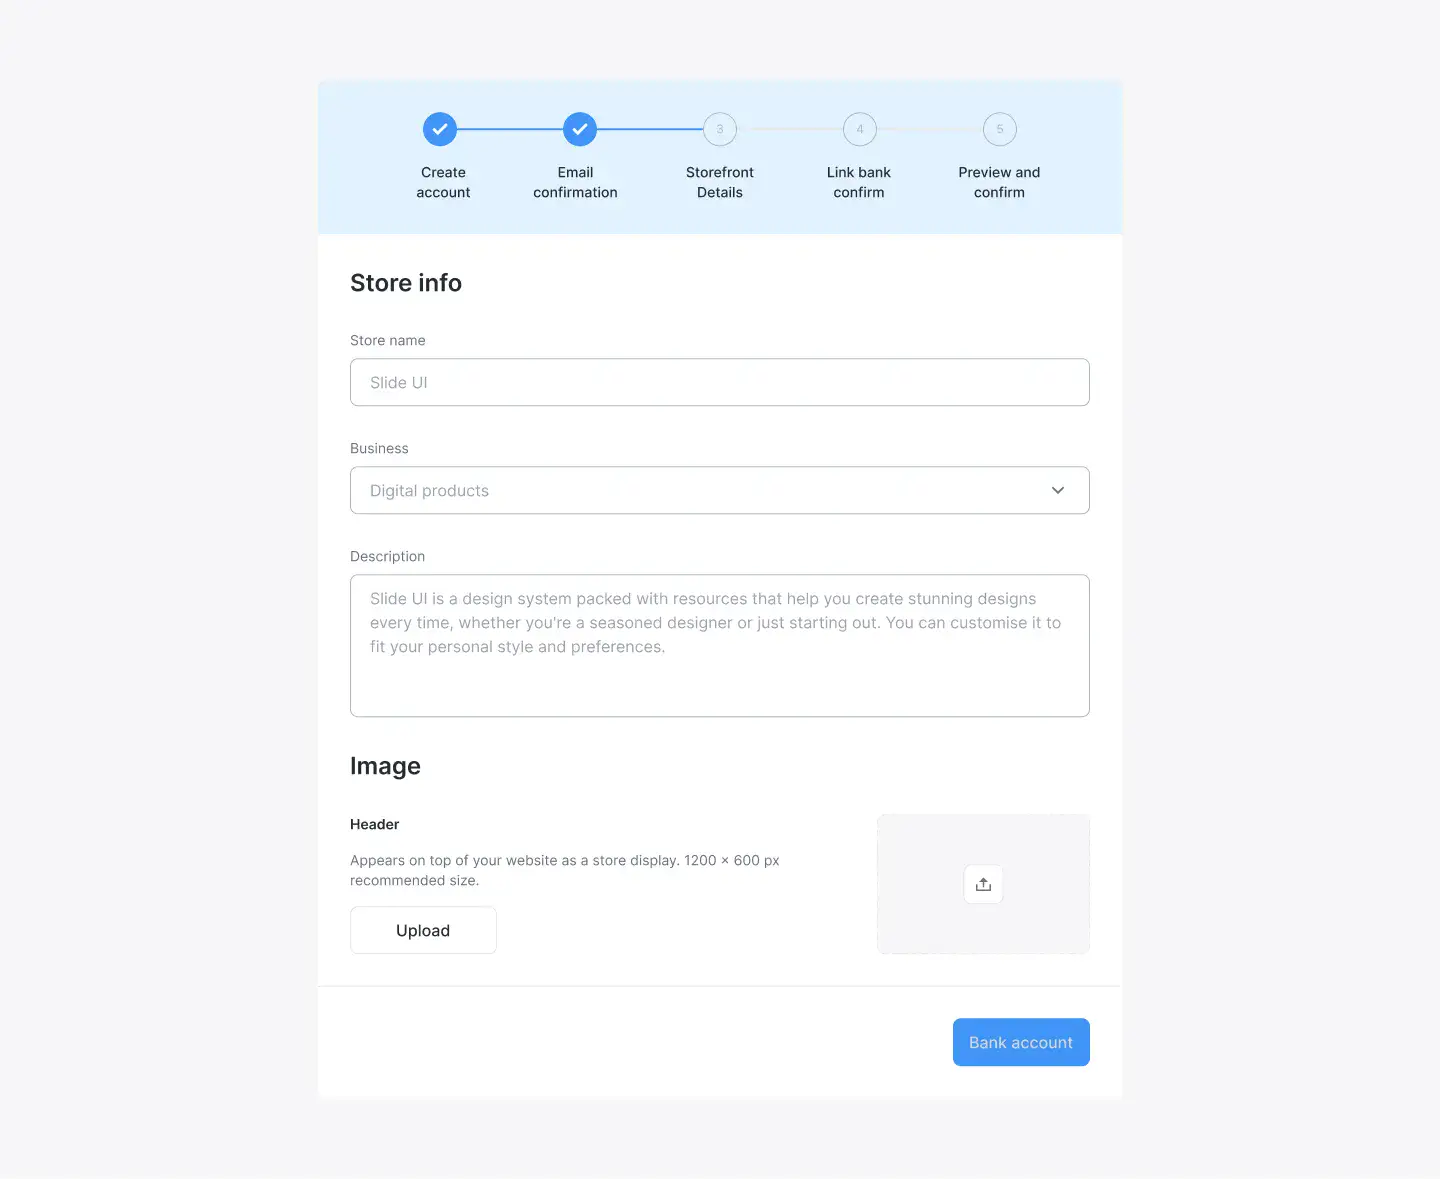 3
4
5
Create
account
Email
confirmation
Storefront
Details
Link bank
confirm
Preview and
confirm
Store info
Store name
Slide UI
Business
Digital products
Description
Slide UI is a design system packed with resources that help you create stunning designs
every time, whether you're a seasoned designer or just starting out. You can customise it to
fit your personal style and preferences.
Image
Header
Appears on top of your website as a store display. 1200 × 600 px
recommended size.
Upload
Bank account